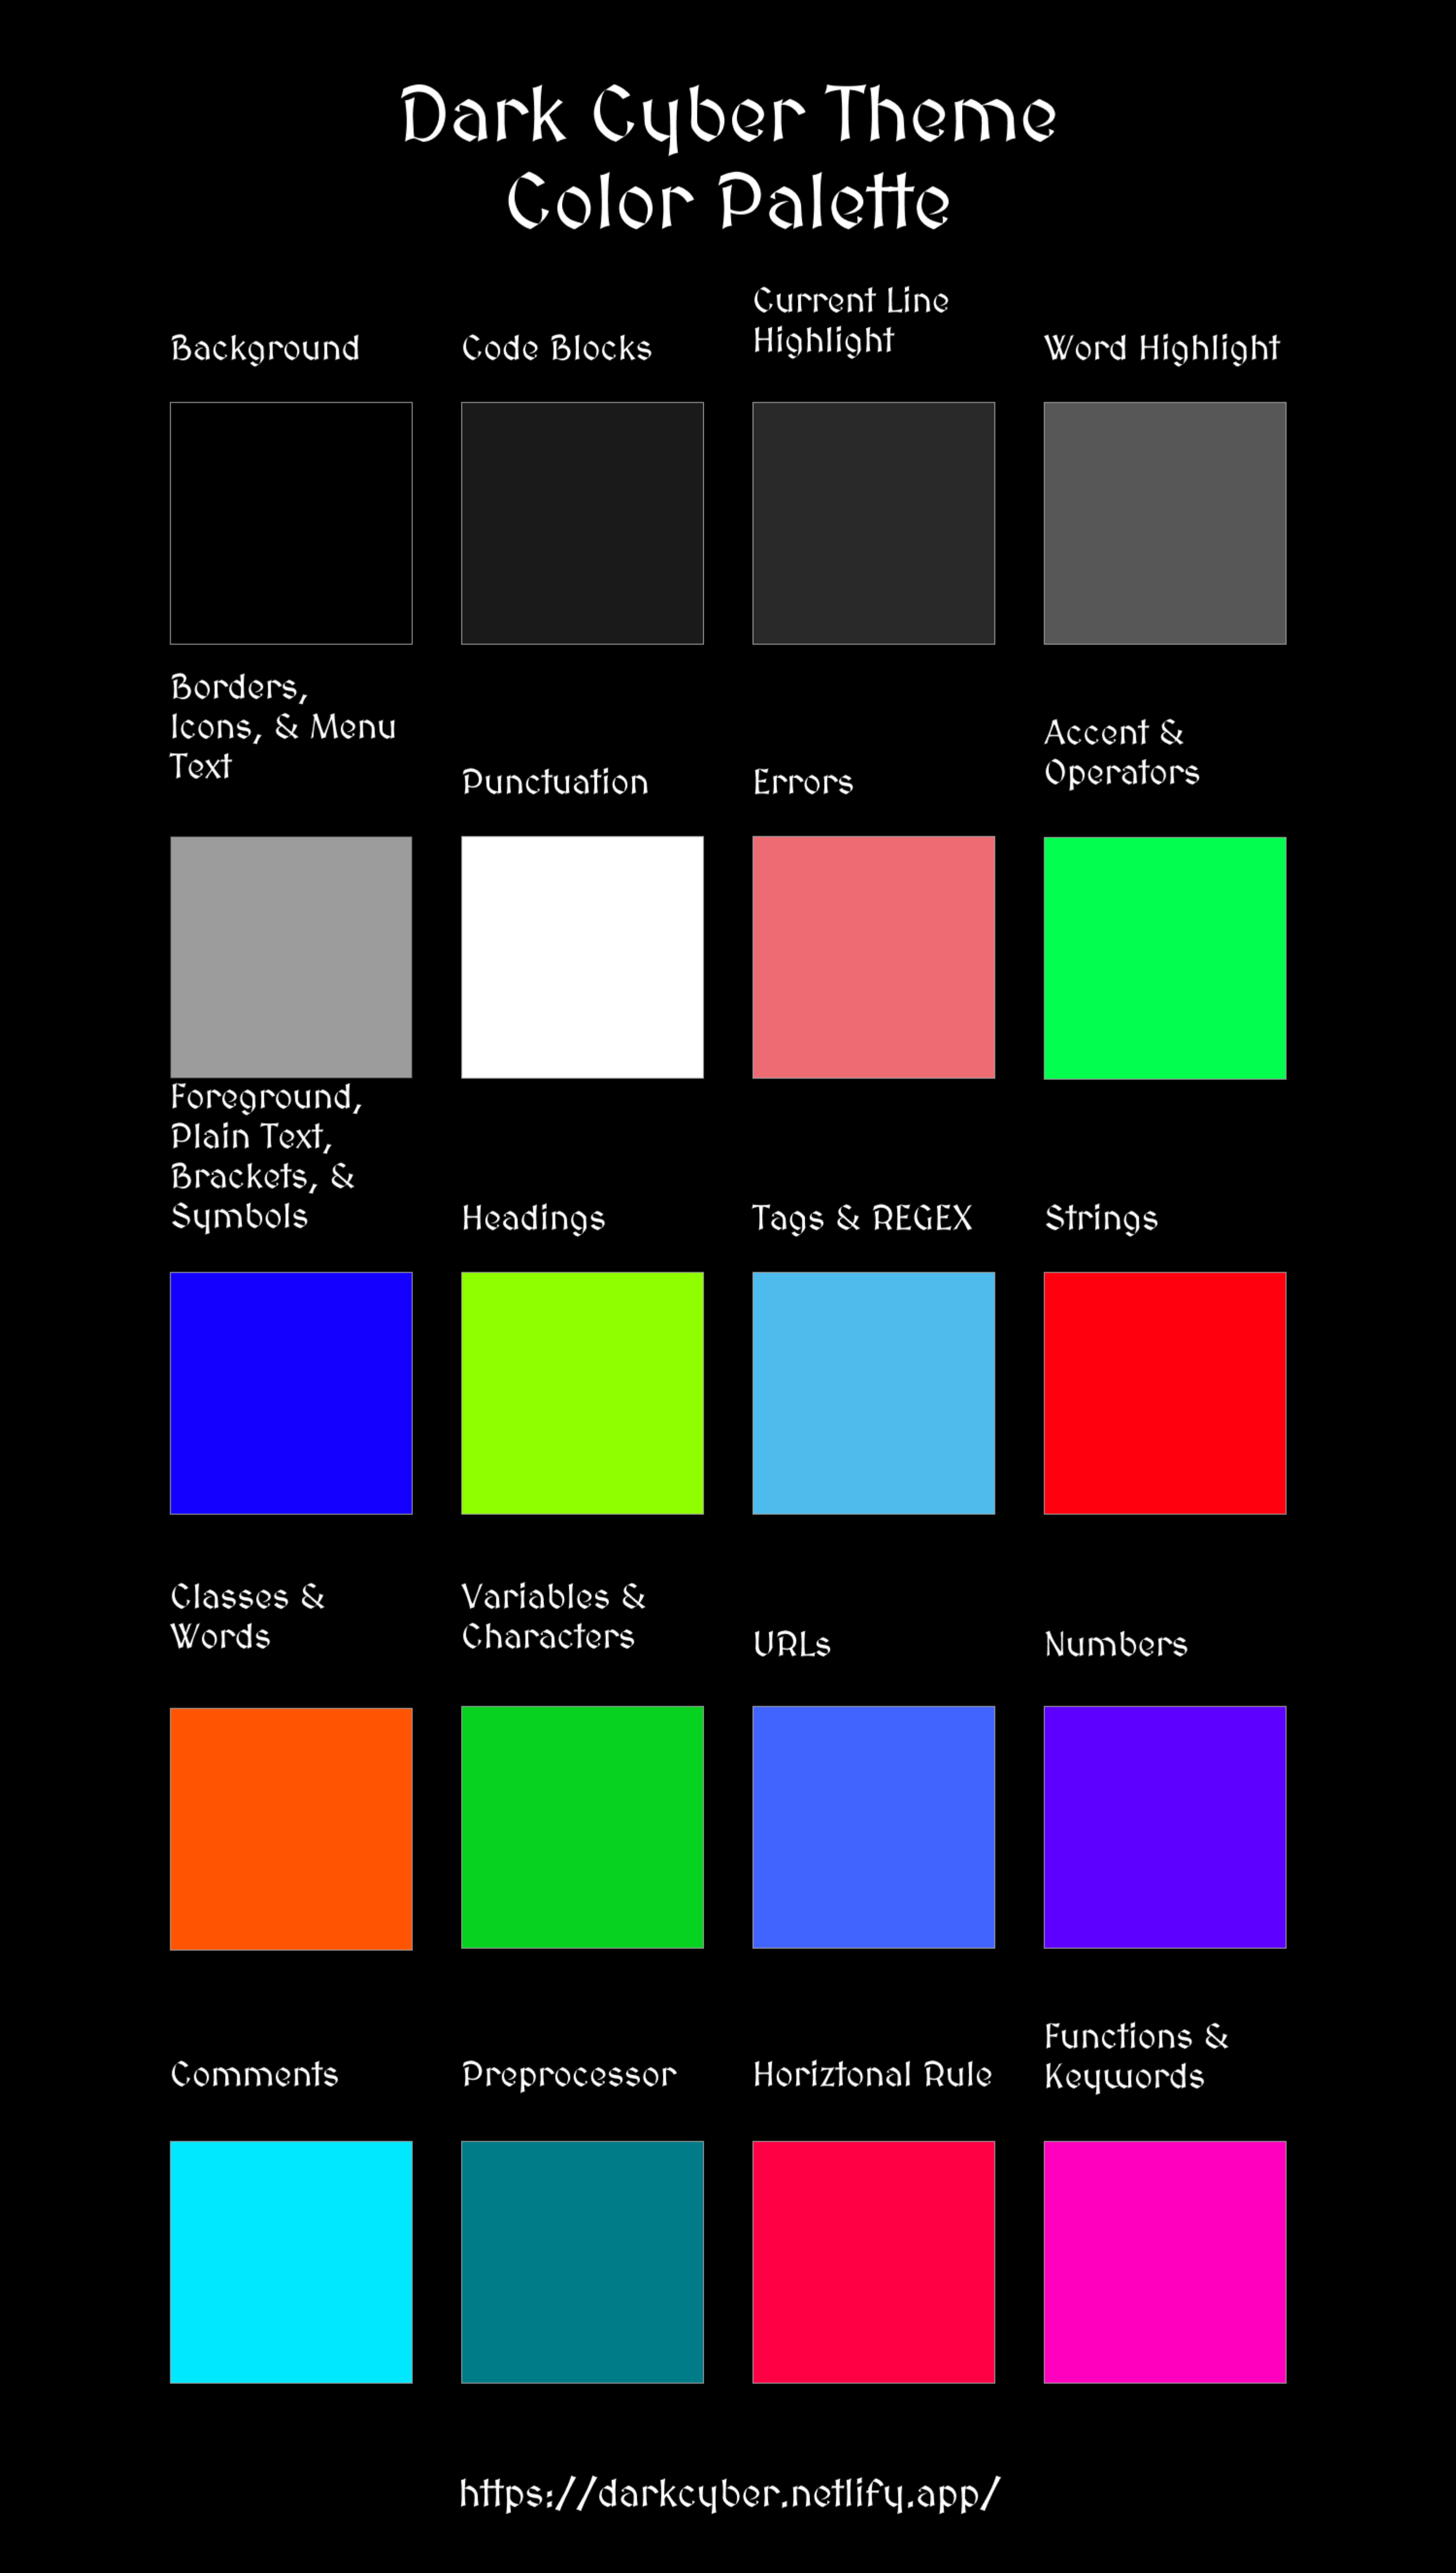 Dark Cyber Theme
Color Palette
Background
Code Blocks
Current Line
Highlight
Word Highlight
Borders,
Icons, & Menu
Text
Punctuation
Errors
Accent &
Operators
Foreground,
Plain Text,
Brackets, &
Symbols
Headings
Tags & REGEX
Strings
Classes &
Words
Variables &
Characters
URLs
Numbers
Comments
Preprocessor
Horiztonal Rule
Functions &
Keywords
https://darkcyber.netlify.app/